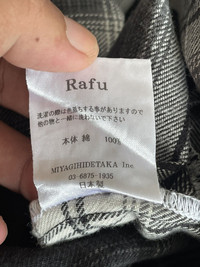 Rafu
洗濯の際は色落ちする事がありますので
他の物と一緒に洗わないで下さい
本体 綿 100%
MIYAGIHIDETAKA Inc.
03-6875-1935
日本製